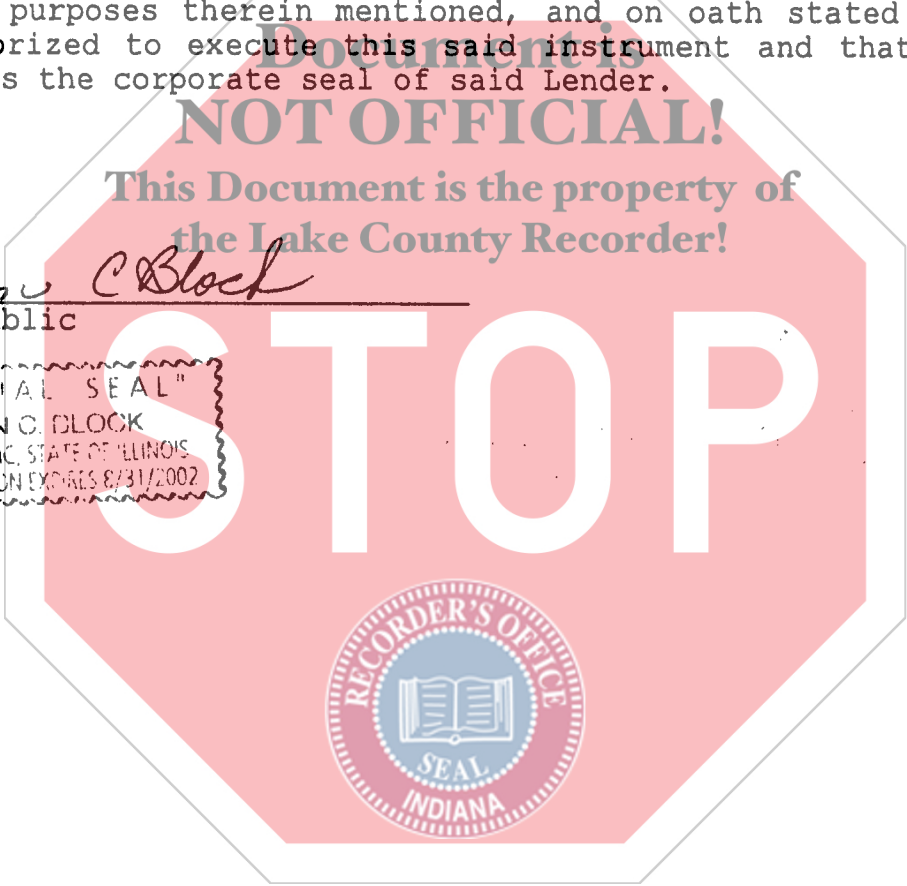 purposes therein mentioned, and on oath stated
orized to execute this said instrument and that
s the corporate seal of said Lender.
Document is
NOT OFFICIAL!
This Document is the property of
the Lake County Recorder!
C Block
blic
STOP
AL SEAL"
N C. BLOCK
C, STATE OF ILLINOIS
ON EXPIRES 8/31/2002
RECORDER'S OFFICE
SEAL
INDIANA